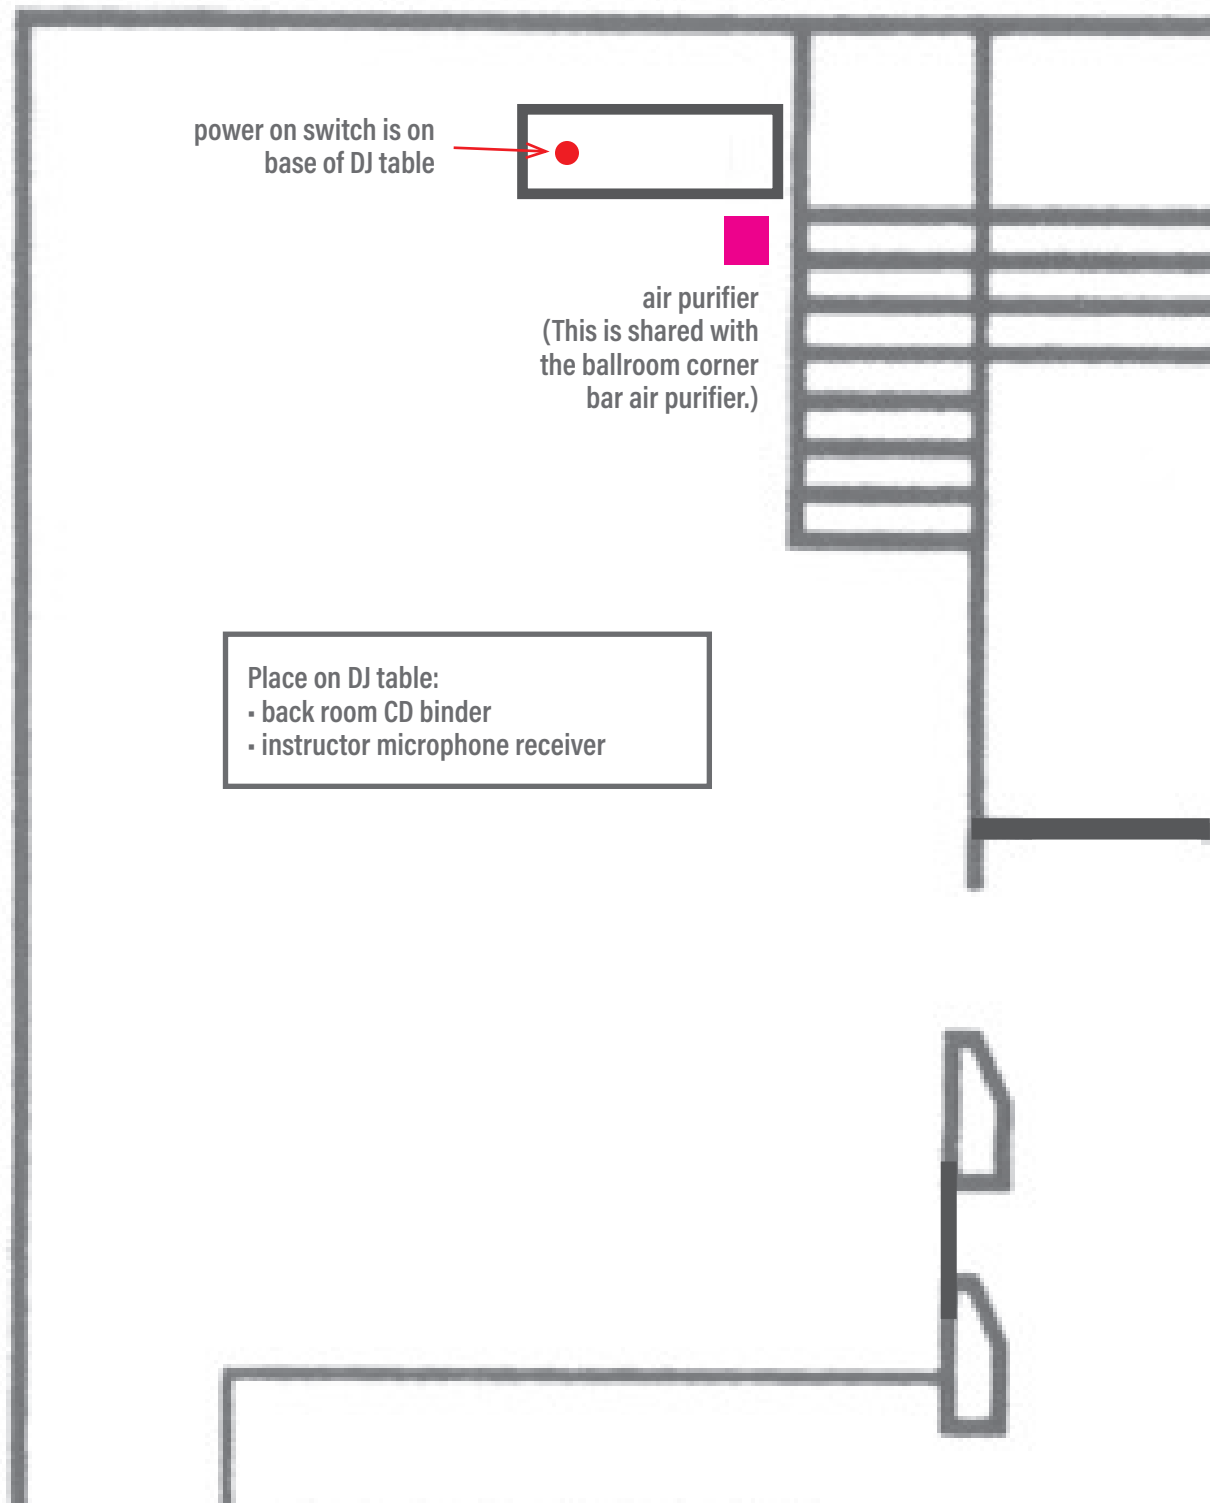 power on switch is on
base of DJ table
air purifier
(This is shared with
the ballroom corner
bar air purifier.)
Place on DJ table:
▪ back room CD binder
▪ instructor microphone receiver